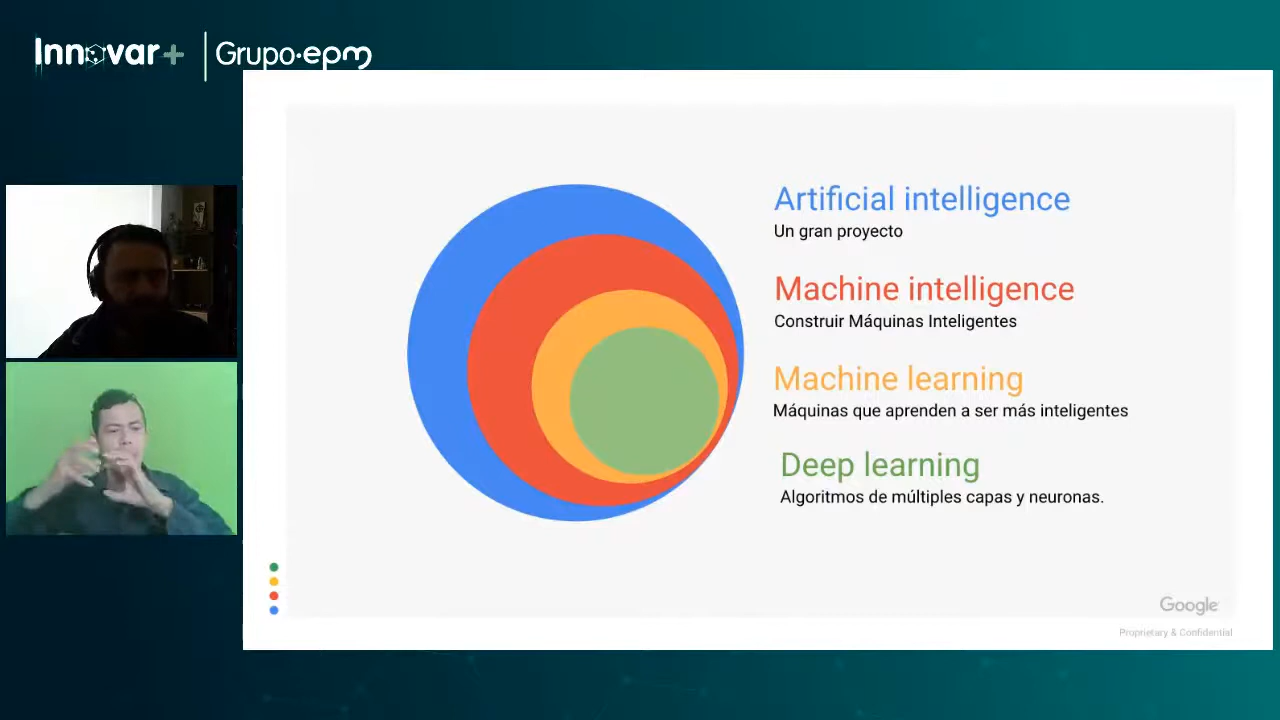 Innovar+
Grupo·epm
Artificial intelligence
Un gran proyecto
Machine intelligence
Construir Máquinas Inteligentes
Machine learning
Máquinas que aprenden a ser más inteligentes
Deep learning
Algoritmos de múltiples capas y neuronas.
Google
Proprietary & Confidential